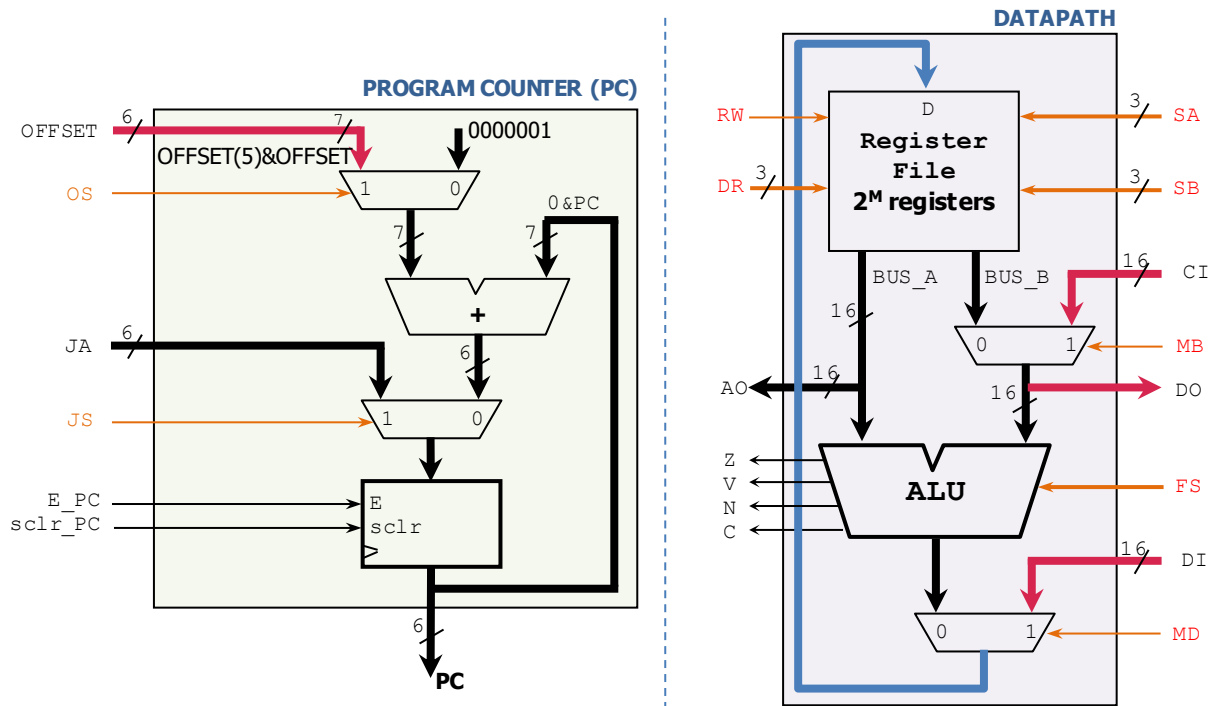 PROGRAM COUNTER (PC)
OFFSET
6
7
0000001
OFFSET(5)&OFFSET
OS
1
0
0&PC
7
7
+
6
JA
6
JS
1
0
E_PC
E
sclr_PC
sclr
6
PC
DATAPATH
RW
D
3
SA
Register
File
2^M registers
DR
3
3
SB
BUS_A
BUS_B
16
CI
16
0
1
MB
AO
16
16
DO
Z
V
N
C
ALU
FS
16
DI
0
1
MD